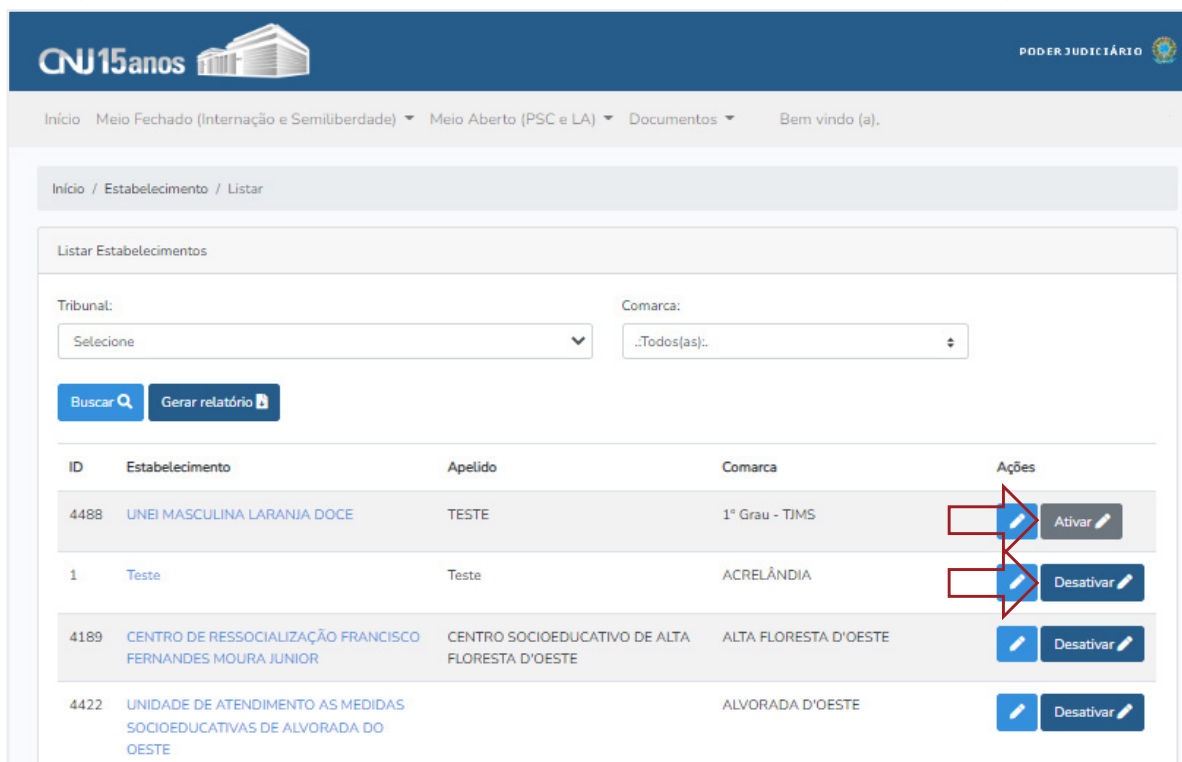 CNJ 15anos
PODER JUDICIÁRIO
Início Meio Fechado (Internação e Semiliberdade) Meio Aberto (PSC e LA) Documentos Bem vindo (a),
Início / Estabelecimento / Listar
Listar Estabelecimentos
Tribunal: Comarca:
Selecione .:Todos(as):.
Buscar Gerar relatório
ID Estabelecimento Apelido Comarca Ações
4488 UNEI MASCULINA LARANJA DOCE TESTE 1º Grau - TJMS Ativar
1 Teste Teste ACRELÂNDIA Desativar
4189 CENTRO DE RESSOCIALIZAÇÃO FRANCISCO CENTRO SOCIOEDUCATIVO DE ALTA ALTA FLORESTA D'OESTE Desativar
FERNANDES MOURA JUNIOR FLORESTA D'OESTE
4422 UNIDADE DE ATENDIMENTO AS MEDIDAS ALVORADA D'OESTE Desativar
SOCIOEDUCATIVAS DE ALVORADA DO
OESTE